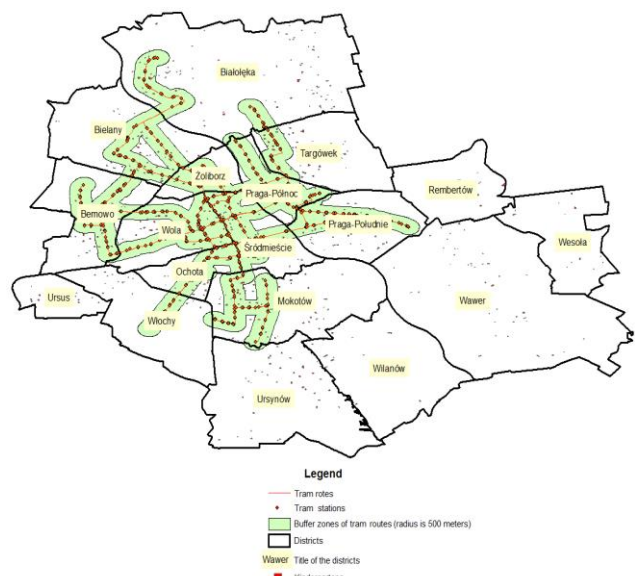 Białołęka
Bielany
Targówek
Żoliborz
Rembertów
Praga-Północ
Bemowo
Wola
Praga-Południe
Śródmieście
Wesoła
Ochota
Ursus
Mokotów
Wawer
Włochy
Wilanów
Ursynów
Legend
Tram rotes
Tram stations
Buffer zones of tram routes (radius is 500 meters)
Districts
Wawer Title of the districts